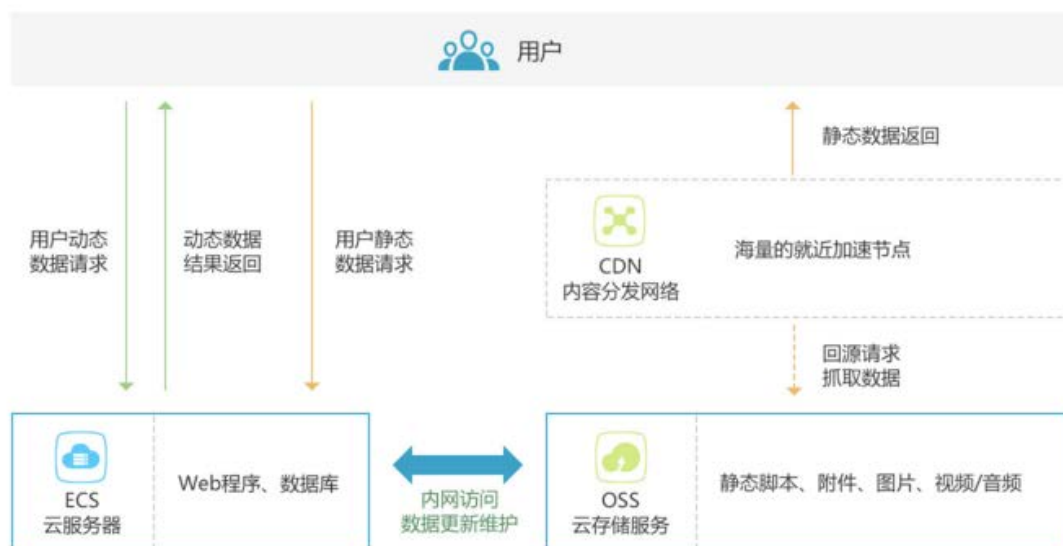 用户
静态数据返回
用户动态
数据请求
动态数据
结果返回
用户静态
数据请求
海量的就近加速节点
CDN
内容分发网络
回源请求
抓取数据
ECS
云服务器
Web程序、数据库
内网访问
数据更新维护
OSS
云存储服务
静态脚本、附件、图片、视频/音频